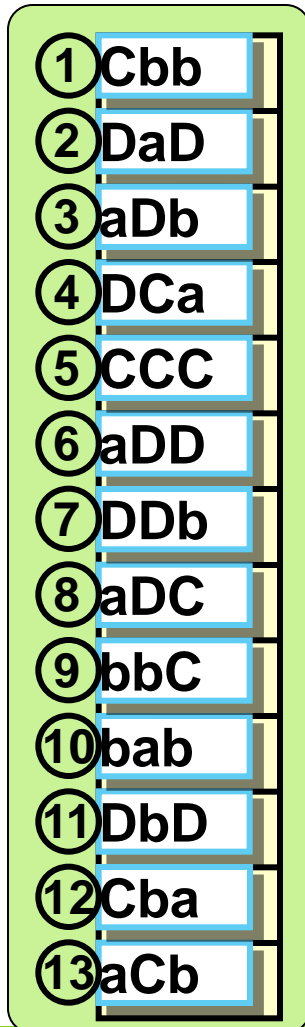 1 Cbb
2 DaD
3 aDb
4 DCa
5 CCC
6 aDD
7 DDb
8 aDC
9 bbC
10 bab
11 DbD
12 Cba
13 aCb